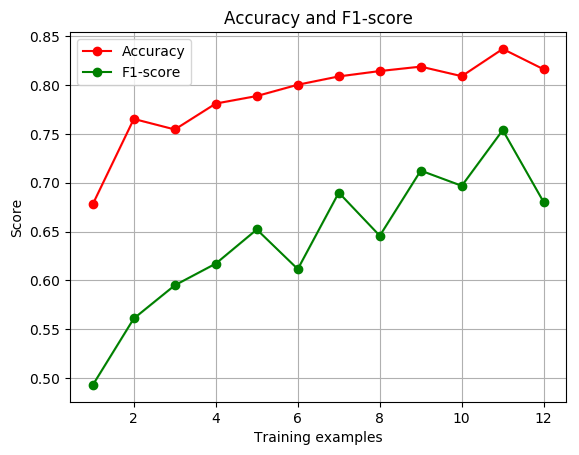 Accuracy and F1-score
Accuracy
F1-score
0.85
0.80
0.75
0.70
0.65
0.60
0.55
0.50
Score
2 4 6 8 10 12
Training examples